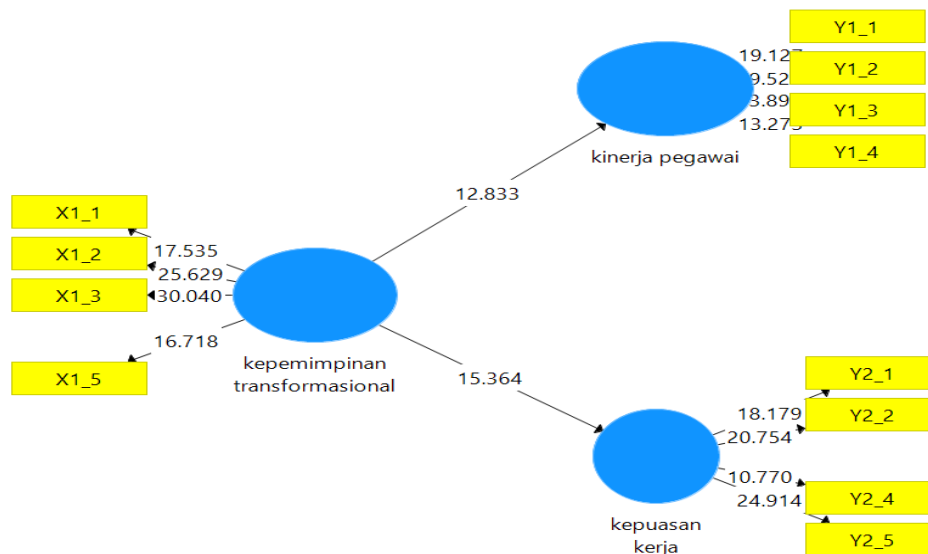 Y1_1
19.127
Y1_2
Y1_3
13.273
Y1_4
kinerja pegawai
12.833
X1_1
17.535
X1_2
25.629
X1_3
30.040
16.718
X1_5
kepemimpinan
transformasional
15.364
Y2_1
18.179
Y2_2
20.754
10.770
Y2_4
24.914
Y2_5
kepuasan
kerja